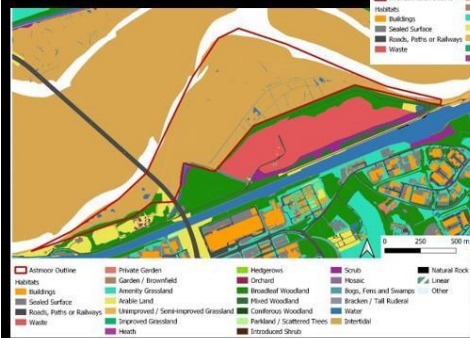 Habitats
Buildings
Sealed Surface
Roads, Paths or Railways
Waste
0 250 500 m
Astmoor Outline
Habitats
Buildings
Sealed Surface
Roads, Paths or Railways
Waste
Private Garden
Garden / Brownfield
Amenity Grassland
Arable Land
Unimproved / Semi-improved Grassland
Improved Grassland
Heath
Hedgerows
Orchard
Broadleaf Woodland
Mixed Woodland
Coniferous Woodland
Parkland / Scattered Trees
Introduced Shrub
Scrub
Mosaic
Bogs, Fens and Swamps
Bracken / Tall Ruderal
Water
Intertidal
Natural Rock
Linear
Other